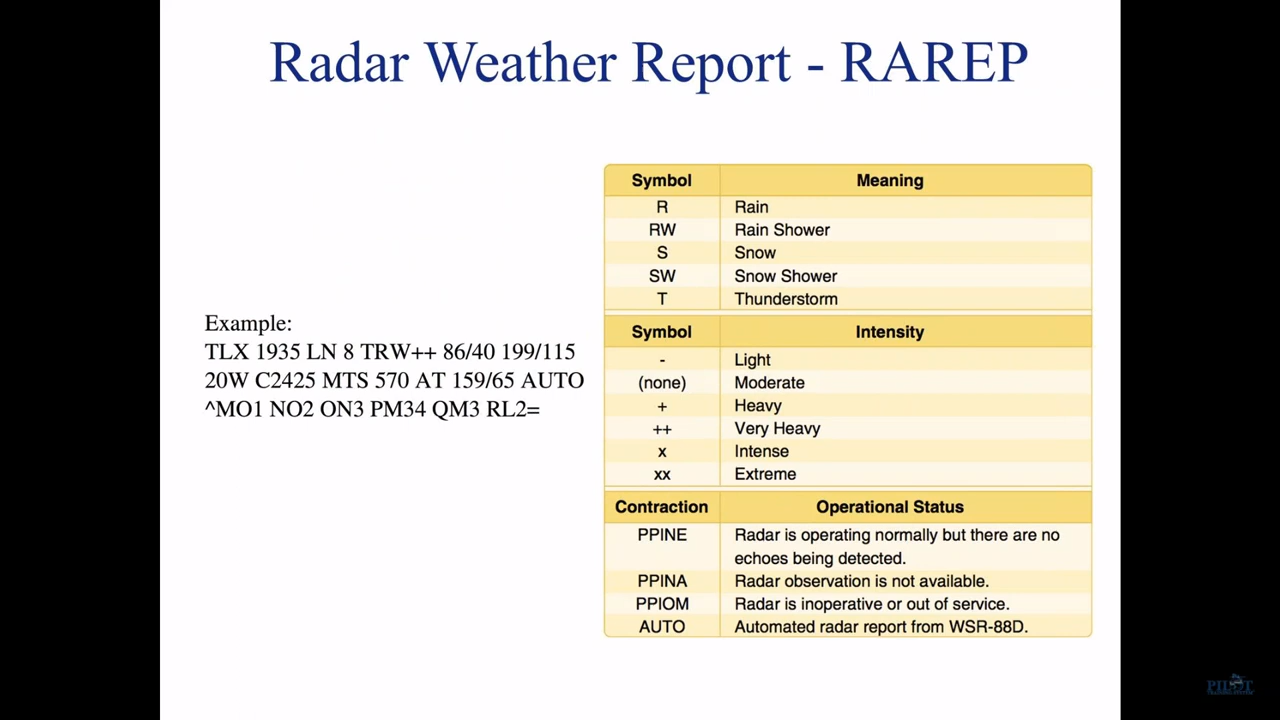 Radar Weather Report - RAREP
Example:
TLX 1935 LN 8 TRW++ 86/40 199/115
20W C2425 MTS 570 AT 159/65 AUTO
^MO1 NO2 ON3 PM34 QM3 RL2=
Symbol Meaning
R Rain
RW Rain Shower
S Snow
SW Snow Shower
T Thunderstorm
Symbol Intensity
- Light
(none) Moderate
+ Heavy
++ Very Heavy
x Intense
xx Extreme
Contraction Operational Status
PPINE Radar is operating normally but there are no
echoes being detected.
PPINA Radar observation is not available.
PPIOM Radar is inoperative or out of service.
AUTO Automated radar report from WSR-88D.
PILOT